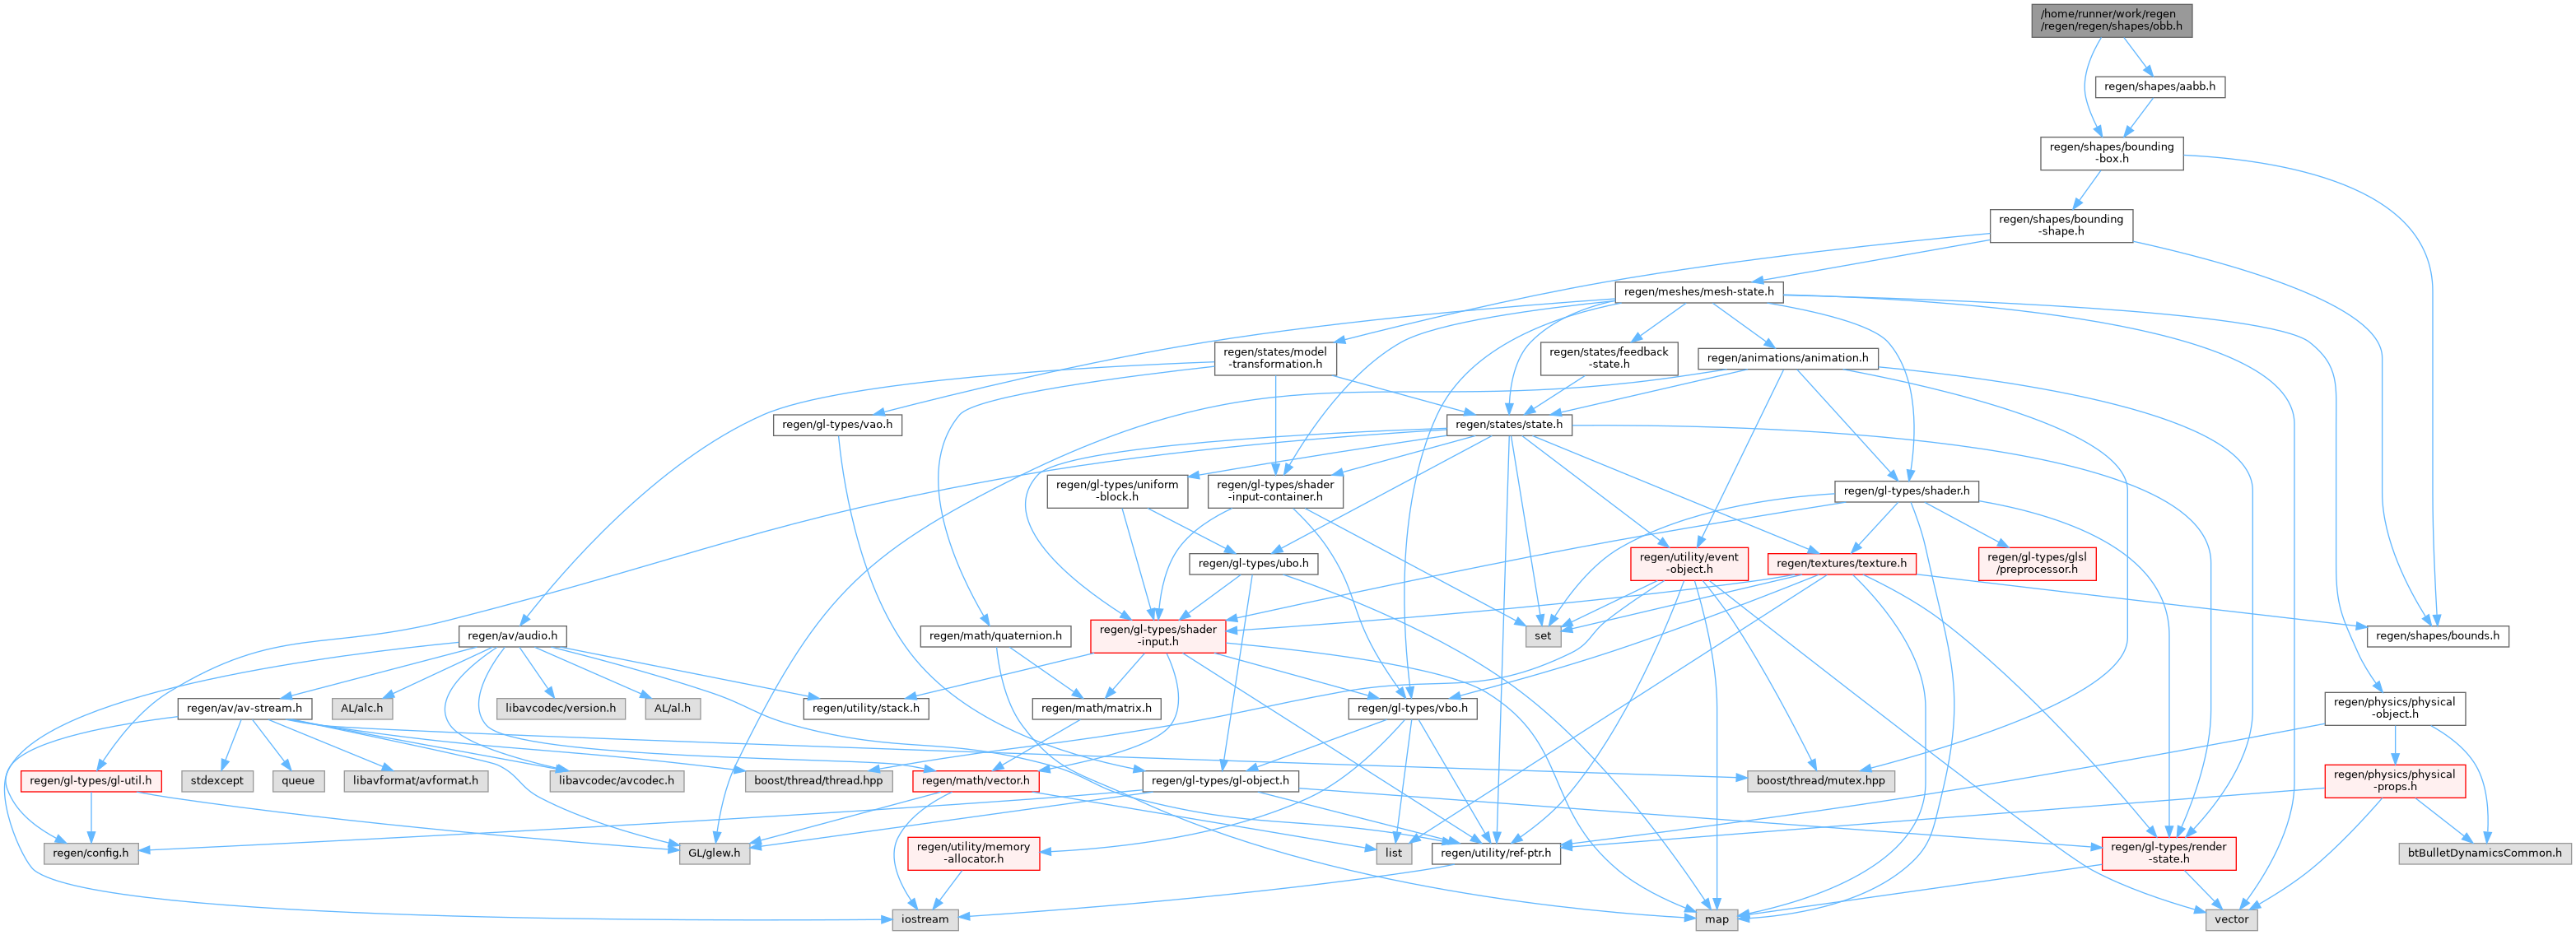 /home/runner/work/regen
/regen/regen/shapes/obb.h
regen/shapes/aabb.h
regen/shapes/bounding
-box.h
regen/shapes/bounding
-shape.h
regen/meshes/mesh-state.h
regen/states/model
-transformation.h
regen/states/feedback
-state.h
regen/animations/animation.h
regen/gl-types/vao.h
regen/states/state.h
regen/gl-types/uniform
-block.h
regen/gl-types/shader
-input-container.h
regen/gl-types/shader.h
regen/gl-types/ubo.h
regen/utility/event
-object.h
regen/textures/texture.h
regen/gl-types/glsl
/preprocessor.h
regen/av/audio.h
regen/math/quaternion.h
regen/gl-types/shader
-input.h
set
regen/shapes/bounds.h
regen/av/av-stream.h
AL/alc.h
libavcodec/version.h
AL/al.h
regen/utility/stack.h
regen/math/matrix.h
regen/gl-types/vbo.h
regen/physics/physical
-object.h
regen/gl-types/gl-util.h
stdexcept
queue
libavformat/avformat.h
libavcodec/avcodec.h
boost/thread/thread.hpp
regen/math/vector.h
regen/gl-types/gl-object.h
boost/thread/mutex.hpp
regen/physics/physical
-props.h
regen/config.h
GL/glew.h
regen/utility/memory
-allocator.h
list
regen/utility/ref-ptr.h
regen/gl-types/render
-state.h
btBulletDynamicsCommon.h
iostream
map
vector